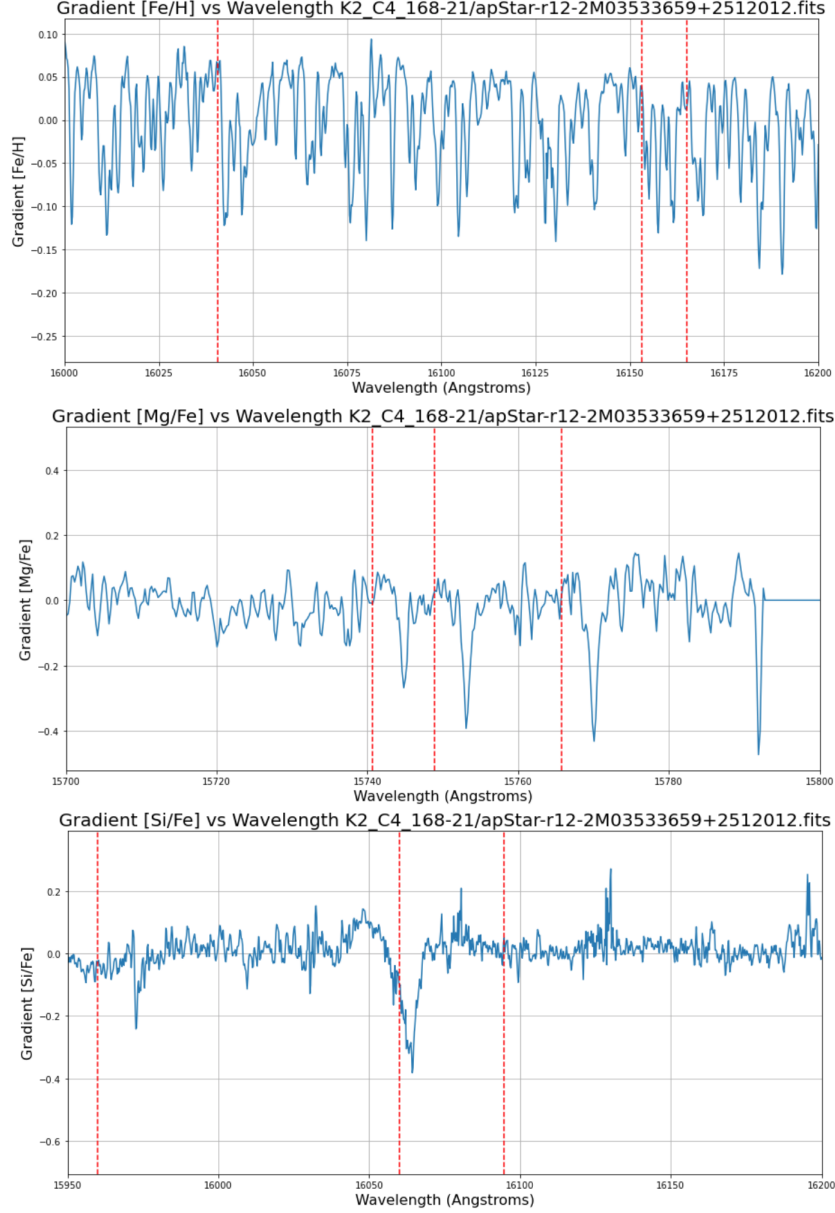 Gradient [Fe/H] vs Wavelength K2_C4_168-21/apStar-r12-2M03533659+2512012.fits
0.10
0.05
0.00
−0.05
−0.10
−0.15
−0.20
−0.25
Gradient [Fe/H]
16000 16025 16050 16075 16100 16125 16150 16175 16200
Wavelength (Angstroms)
Gradient [Mg/Fe] vs Wavelength K2_C4_168-21/apStar-r12-2M03533659+2512012.fits
0.4
0.2
0.0
−0.2
−0.4
Gradient [Mg/Fe]
15700 15720 15740 15760 15780 15800
Wavelength (Angstroms)
Gradient [Si/Fe] vs Wavelength K2_C4_168-21/apStar-r12-2M03533659+2512012.fits
0.2
0.0
−0.2
−0.4
−0.6
Gradient [Si/Fe]
15950 16000 16050 16100 16150 16200
Wavelength (Angstroms)